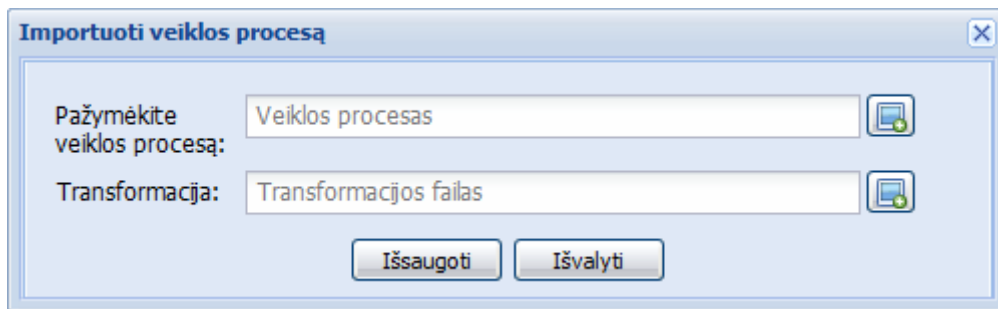 Importuoti veiklos procesą
Pažymėkite
veiklos procesą:
Veiklos procesas
Transformacija:
Transformacijos failas
Išsaugoti
Išvalyti